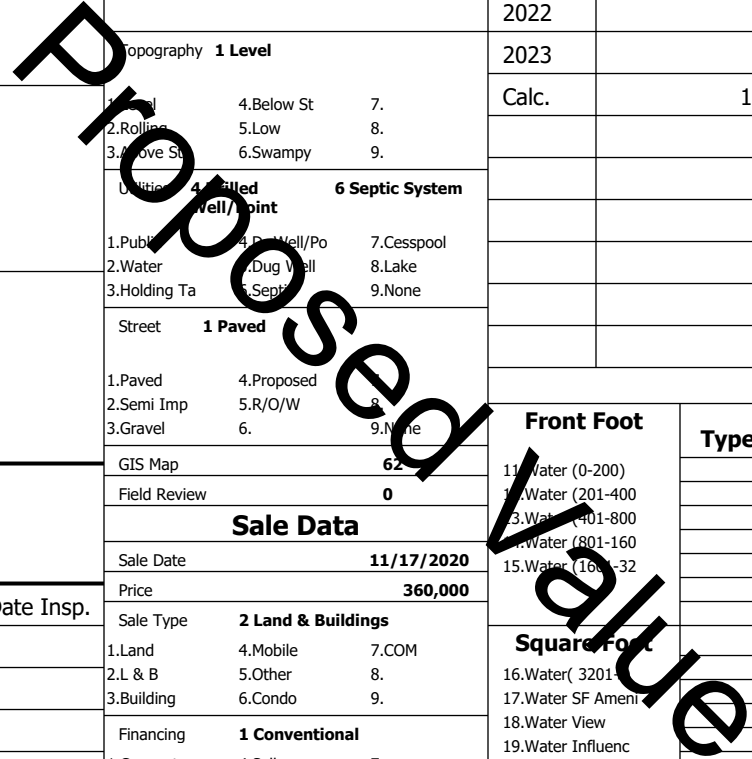 2022
2023
Calc. 1
Topography 1 Level
1.Level 4.Below St 7.
2.Rolling 5.Low 8.
3.Above St 6.Swampy 9.
Utilities 4 Drilled Well/Point 6 Septic System
1.Public 4.Dr Well/Po 7.Cesspool
2.Water 5.Dug Well 8.Lake
3.Holding Ta 6.Septic 9.None
Street 1 Paved
1.Paved 4.Proposed 7.
2.Semi Imp 5.R/O/W 8.
3.Gravel 6. 9.None
GIS Map 62
Field Review 0
Sale Data
Sale Date 11/17/2020
Price 360,000
Sale Type 2 Land & Buildings
1.Land 4.Mobile 7.COM
2.L & B 5.Other 8.
3.Building 6.Condo 9.
Financing 1 Conventional
Date Insp.
Front Foot
Type
11.Water (0-200)
12.Water (201-400
13.Water (401-800
14.Water (801-160
15.Water (1601-32
Square Foot
16.Water( 3201-
17.Water SF Ameni
18.Water View
19.Water Influenc
Proposed Value